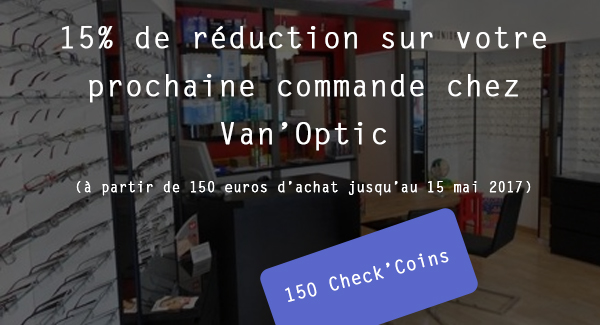 15% de réduction sur votre
prochaine commande chez
Van'Optic
(à partir de 150 euros d'achat jusqu'au 15 mai 2017)
150 Check'Coins